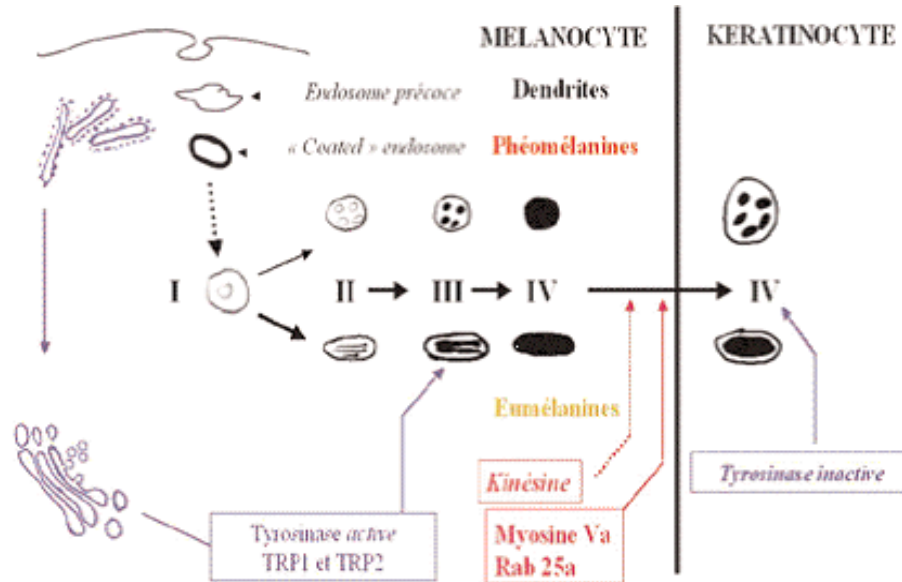 MELANOCYTE
KERATINOCYTE
Endosome précoce
Dendrites
« Coated » endosome
Phéomélanines
I
II
III
IV
IV
Eumélanines
Kinésine
Tyrosinase inactive
Tyrosinase active
TRP1 et TRP2
Myosine Va
Rab 25a